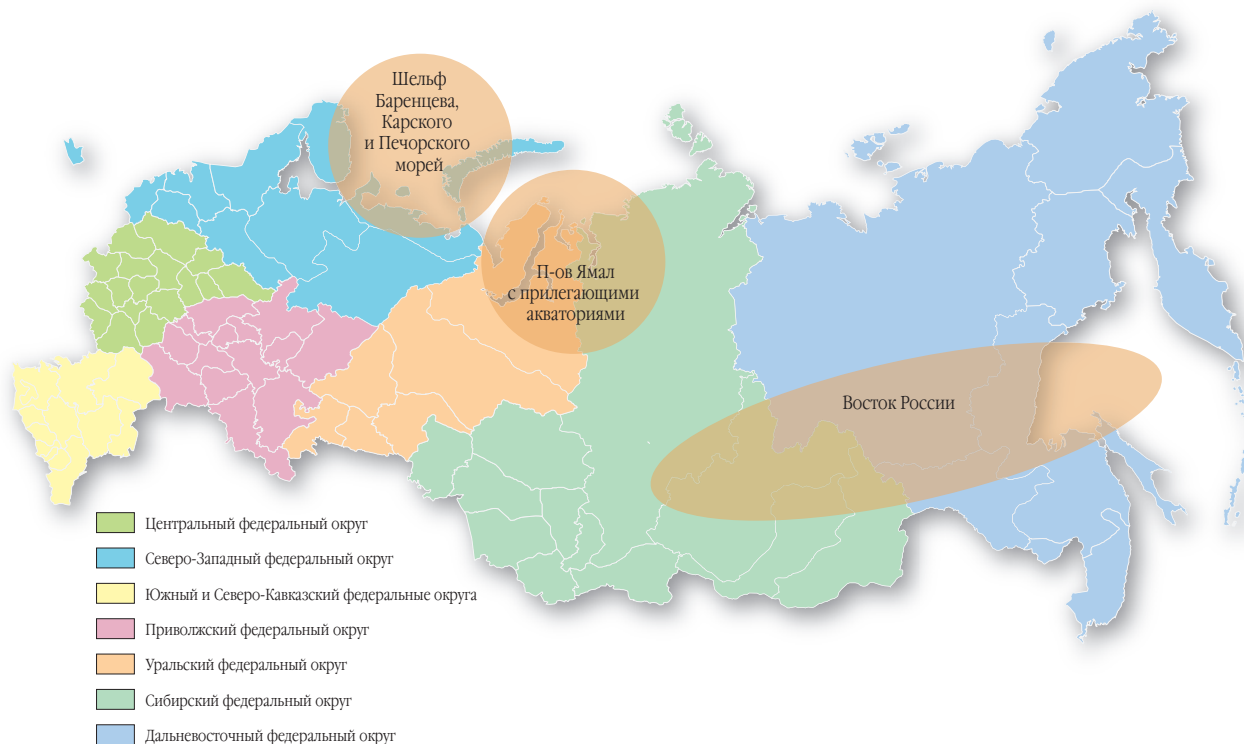 Шельф
Баренцева,
Карского
и Печорского
морей
П-ов Ямал
с прилегающими
акваториями
Восток России
Центральный федеральный округ
Северо-Западный федеральный округ
Южный и Северо-Кавказский федеральные округа
Приволжский федеральный округ
Уральский федеральный округ
Сибирский федеральный округ
Дальневосточный федеральный округ